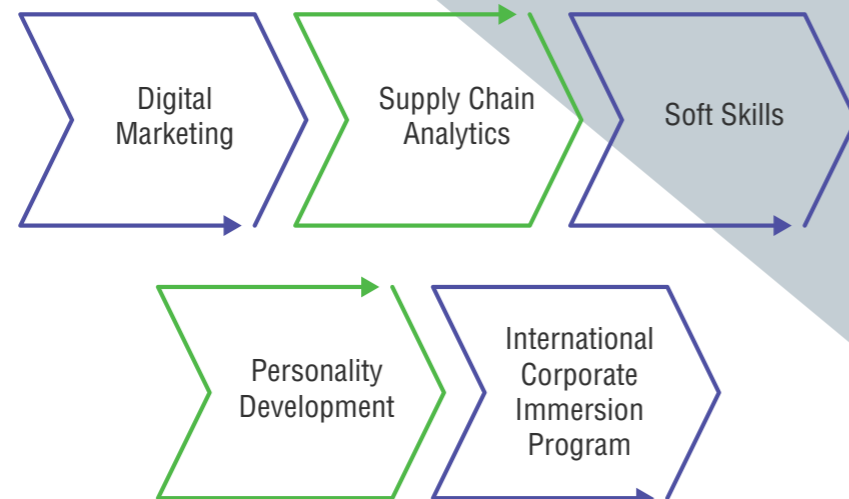 Digital
Marketing
Supply Chain
Analytics
Soft Skills
Personality
Development
International
Corporate
Immersion
Program